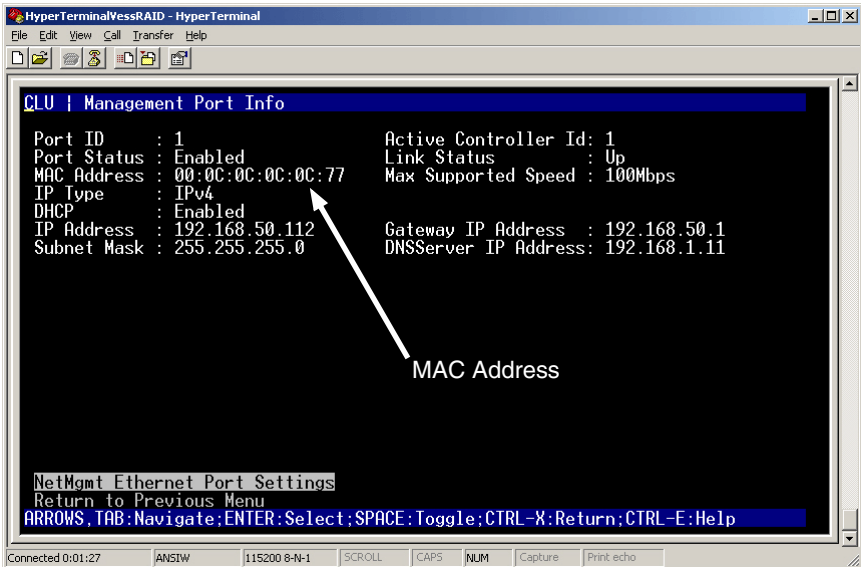 HyperTerminalVessRAID - HyperTerminal
File Edit View Call Transfer Help
CLU | Management Port Info
Port ID : 1 Active Controller Id: 1
Port Status : Enabled Link Status : Up
MAC Address : 00:0C:0C:0C:0C:77 Max Supported Speed : 100Mbps
IP Type : IPv4
DHCP : Enabled
IP Address : 192.168.50.112 Gateway IP Address : 192.168.50.1
Subnet Mask : 255.255.255.0 DNSServer IP Address: 192.168.1.11
MAC Address
NetMgmt Ethernet Port Settings
Return to Previous Menu
ARROWS,TAB:Navigate;ENTER:Select;SPACE:Toggle;CTRL-X:Return;CTRL-E:Help
Connected 0:01:27 ANSIW 115200 8-N-1 SCROLL CAPS NUM Capture Print echo